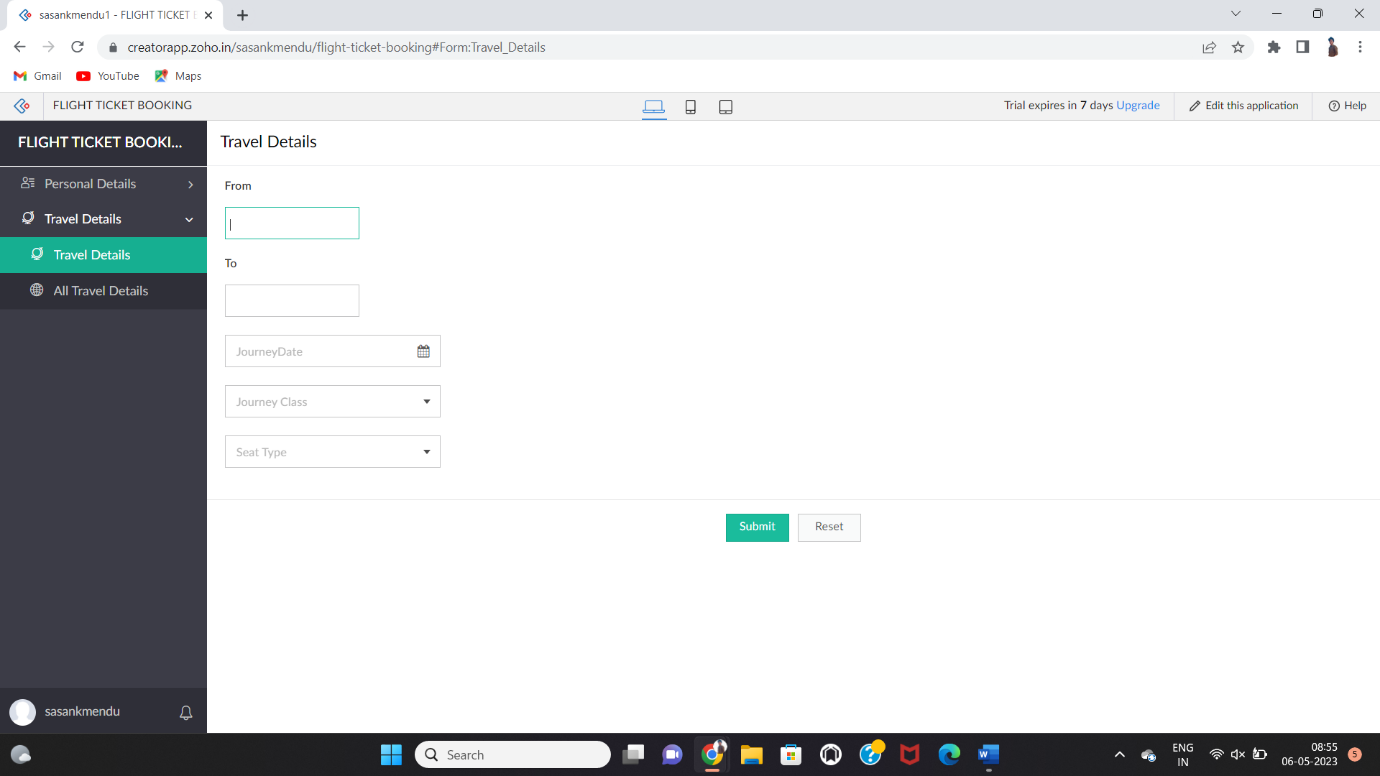 sasankmendu1 - FLIGHT TICKET
creatorapp.zoho.in/sasankmendu/flight-ticket-booking#Form:Travel_Details
Gmail YouTube Maps
FLIGHT TICKET BOOKING
Trial expires in 7 days Upgrade
Edit this application
Help
FLIGHT TICKET BOOKI...
Personal Details
Travel Details
Travel Details
All Travel Details
sasankmendu
Travel Details
From
To
JourneyDate
Journey Class
Seat Type
Submit Reset
Search
W
ENG
IN
08:55
06-05-2023
5